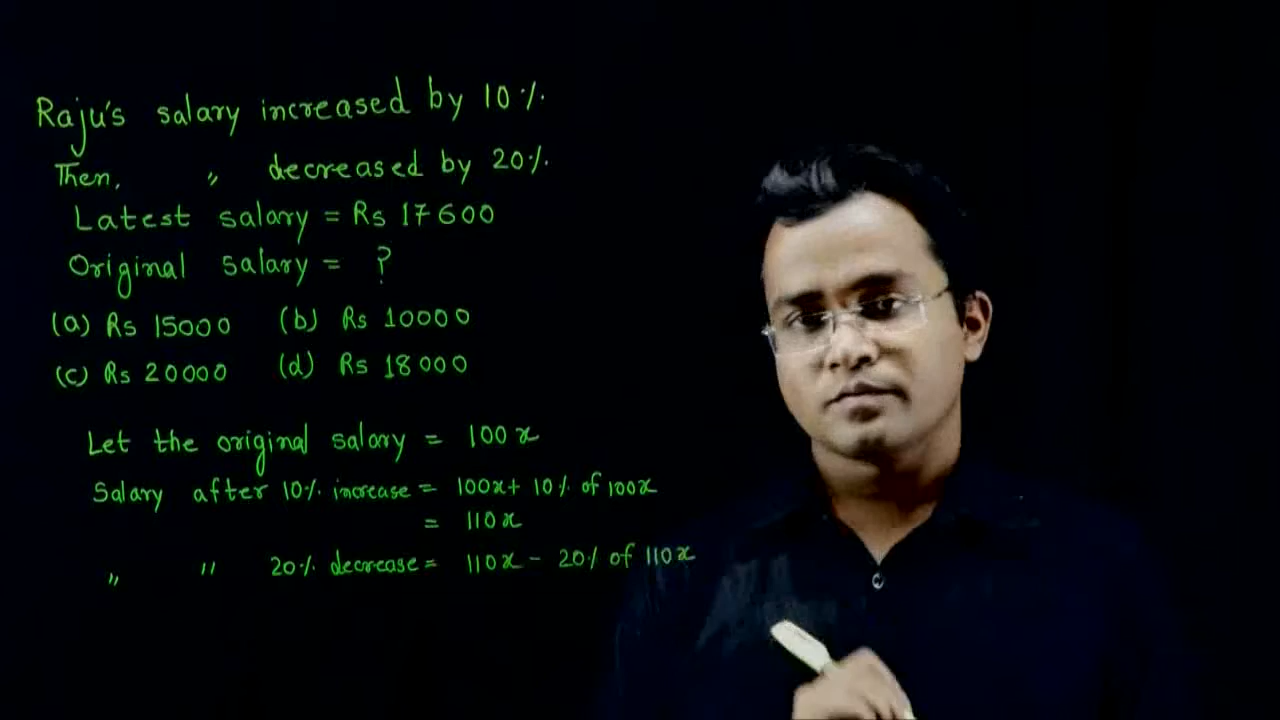 Raju's salary increased by 10%.
Then, " decreased by 20%.
Latest salary = Rs 17600
Original salary = ?
(a) Rs 15000 (b) Rs 10000
(c) Rs 20000 (d) Rs 18000
Let the original salary = 100x
Salary after 10% increase = 100x + 10% of 100x
= 110x
" " 20% decrease = 110x - 20% of 110x